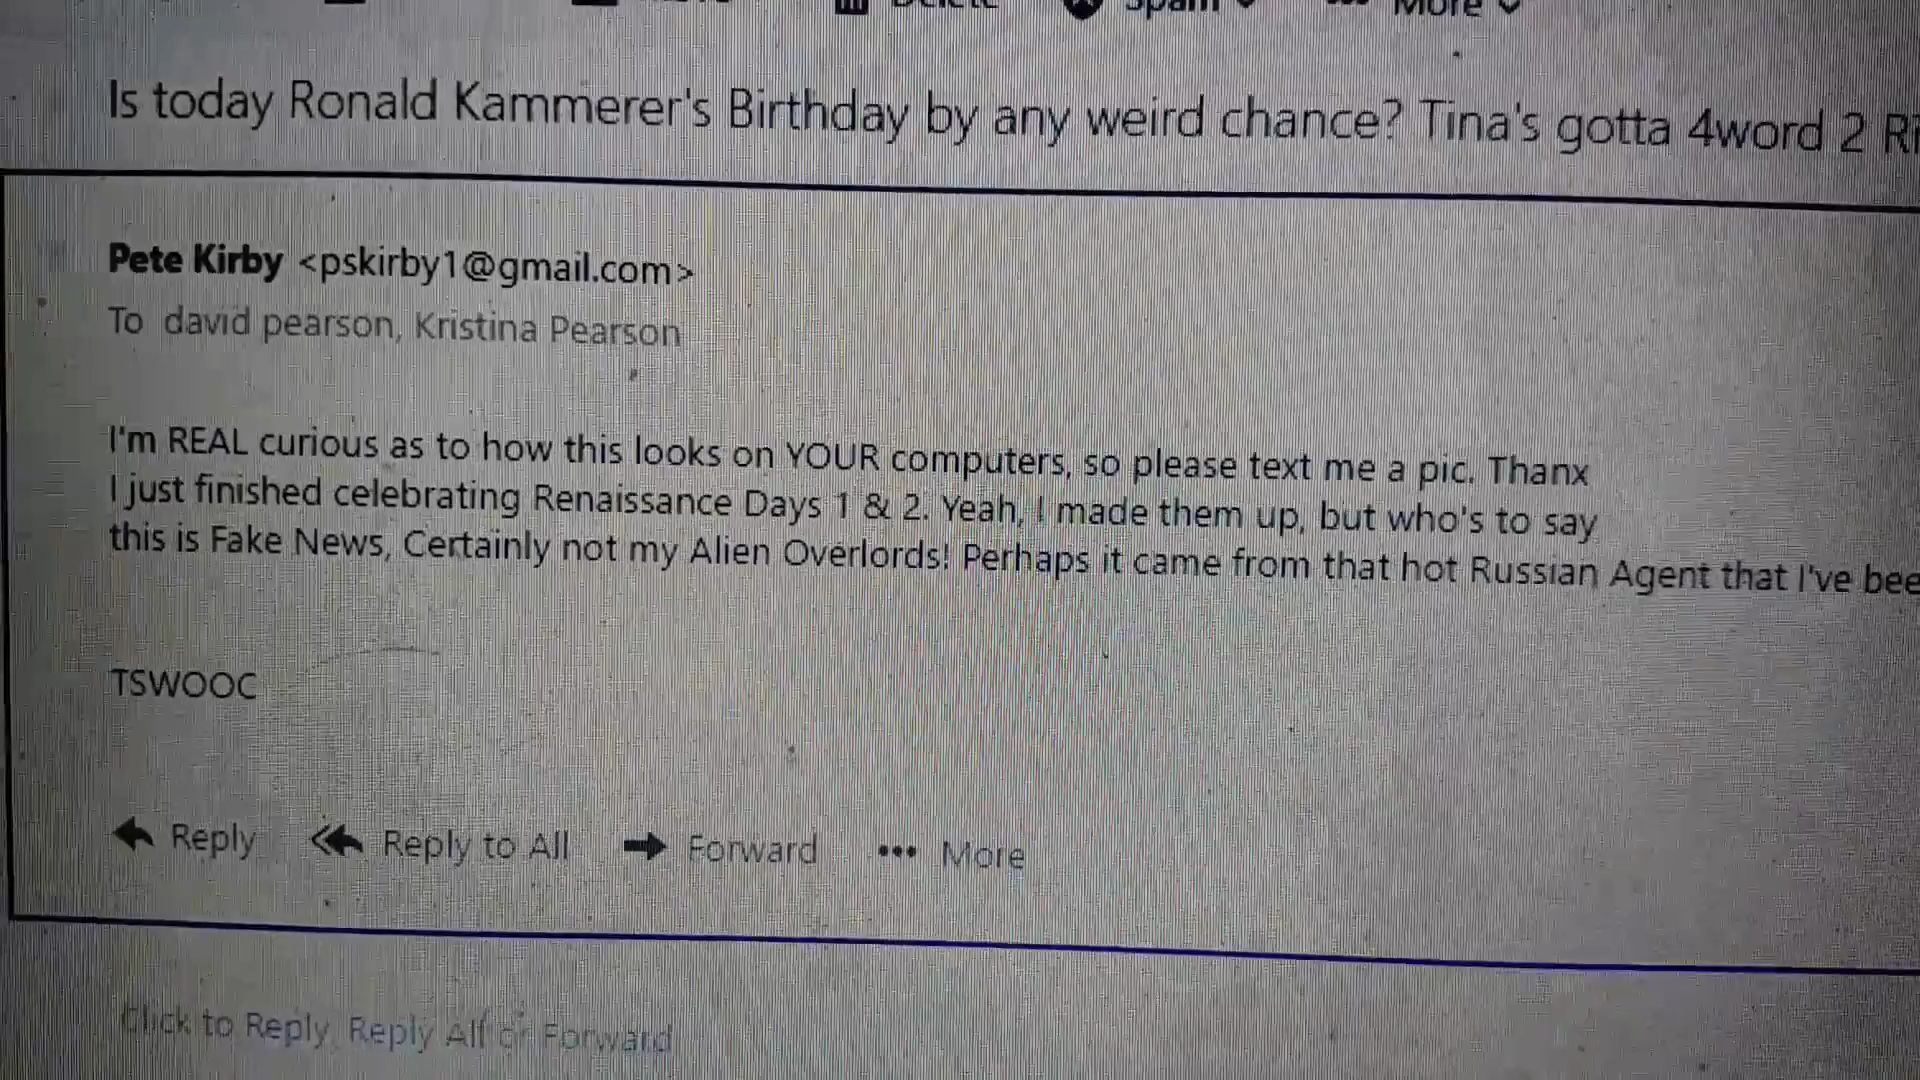 Delete Spam More
Is today Ronald Kammerer's Birthday by any weird chance? Tina's gotta 4word 2
Pete Kirby <pskirby1@gmail.com>
To david pearson, Kristina Pearson
I'm REAL curious as to how this looks on YOUR computers, so please text me a pic. Thanx
I just finished celebrating Renaissance Days 1 & 2. Yeah, I made them up, but who's to say
this is Fake News, Certainly not my Alien Overlords! Perhaps it came from that hot Russian Agent that I've bee
TSWOOC
Reply Reply to All Forward ••• More
Click to Reply, Reply All or Forward